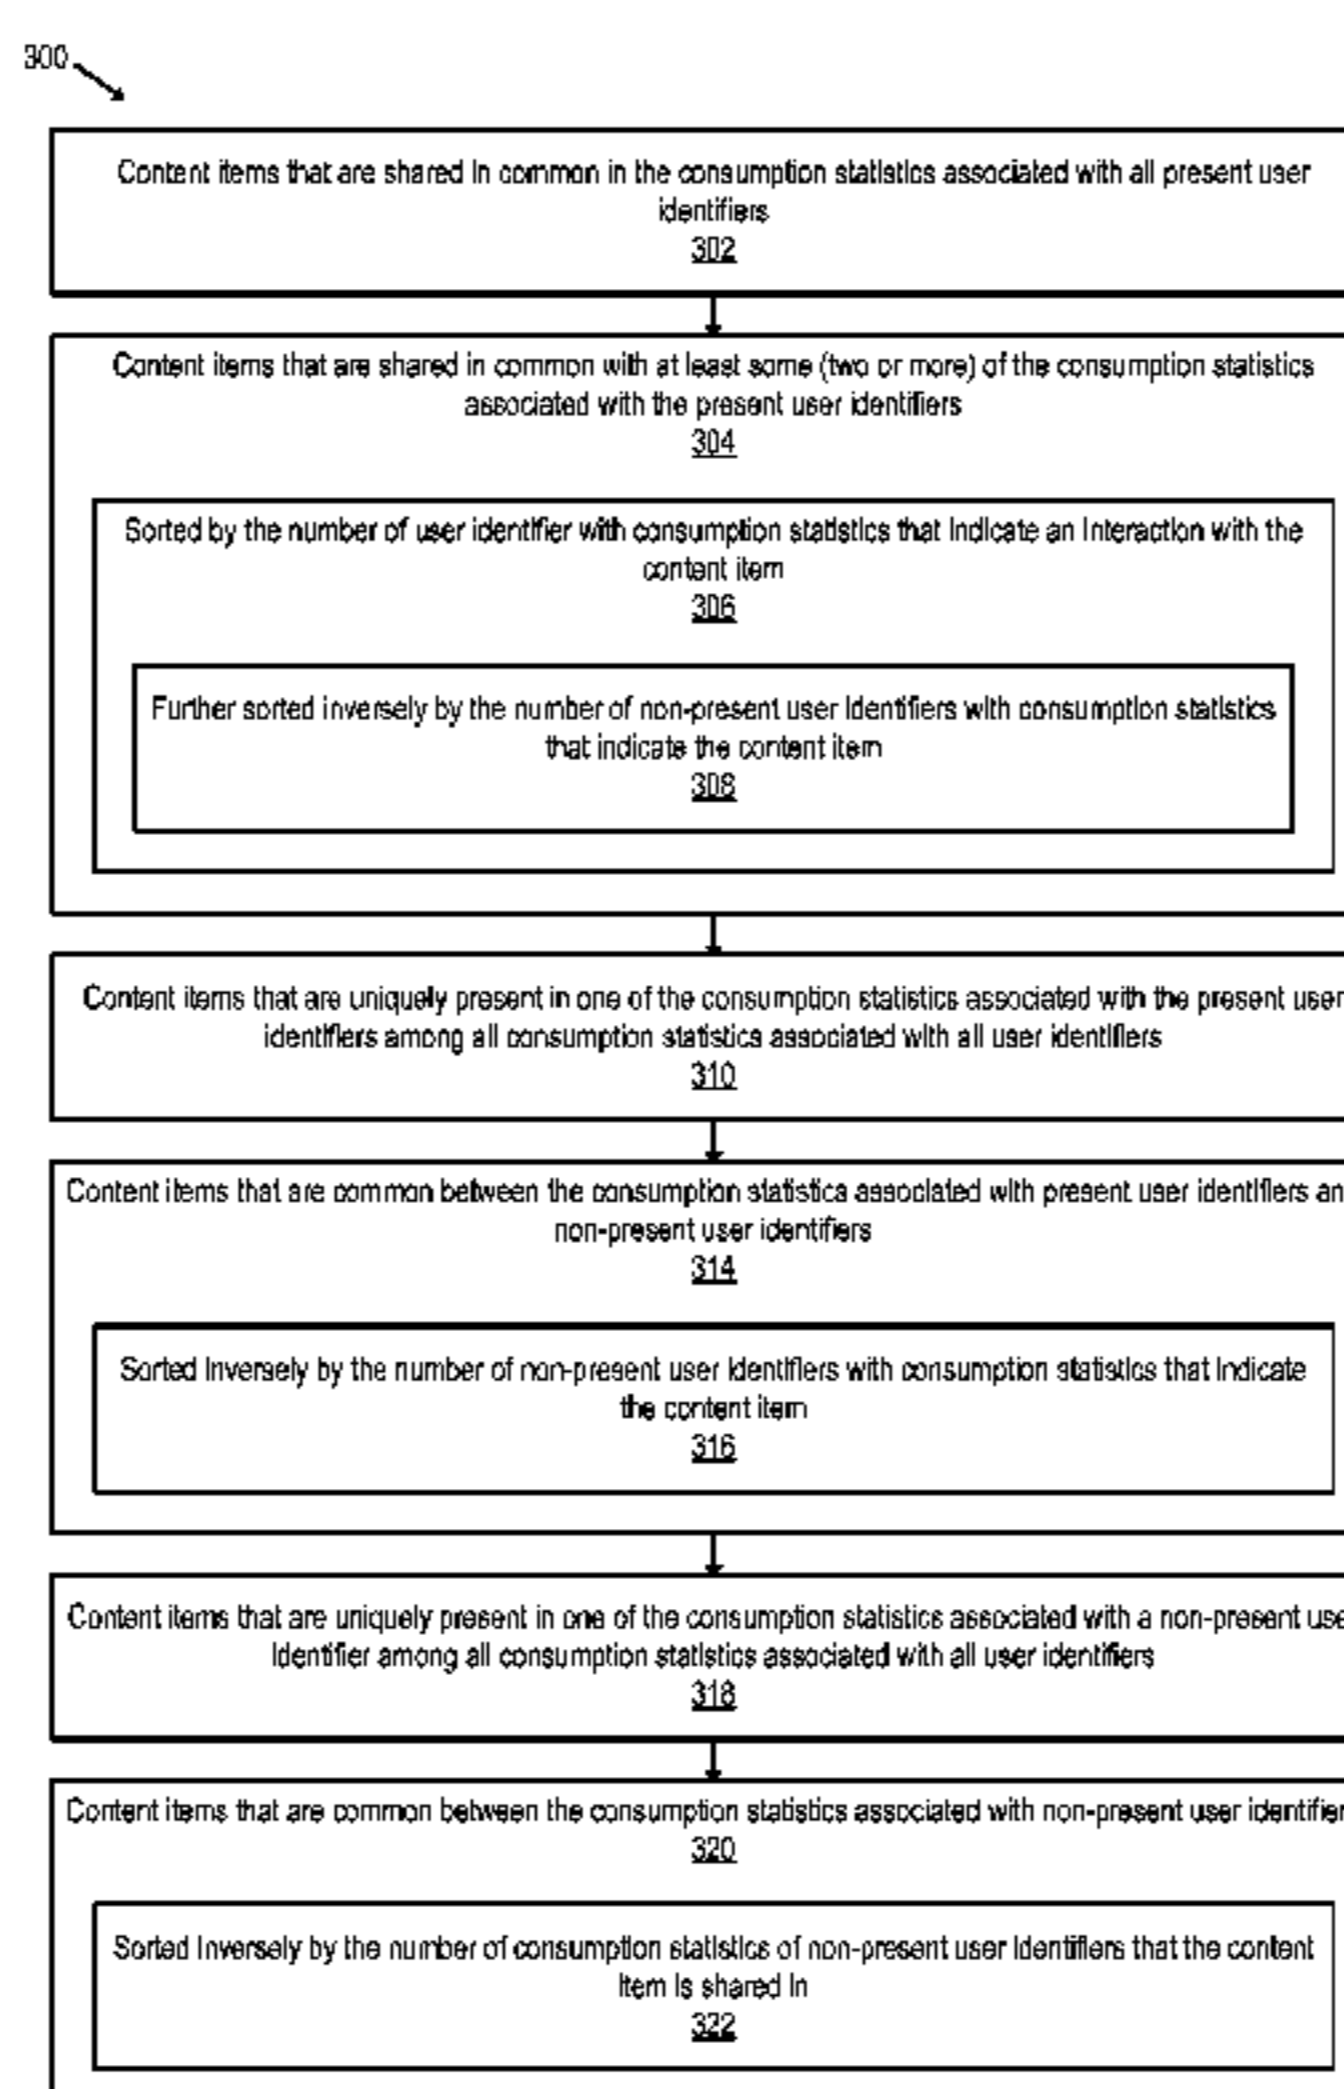 300
Content items that are shared in common in the consumption statistics associated with all present user
identifiers
302
Content items that are shared in common with at least some (two or more) of the consumption statistics
associated with the present user identifiers
304
Sorted by the number of user identifier with consumption statistics that indicate an interaction with the
content item
306
Further sorted inversely by the number of non-present user identifiers with consumption statistics
that indicate the content item
308
Content items that are uniquely present in one of the consumption statistics associated with the present user
identifiers among all consumption statistics associated with all user identifiers
310
Content items that are common between the consumption statistics associated with present user identifiers an
non-present user identifiers
314
Sorted inversely by the number of non-present user identifiers with consumption statistics that indicate
the content item
316
Content items that are uniquely present in one of the consumption statistics associated with a non-present use
identifier among all consumption statistics associated with all user identifiers
318
Content items that are common between the consumption statistics associated with non-present user identifier
320
Sorted inversely by the number of consumption statistics of non-present user identifiers that the content
item is shared in
322